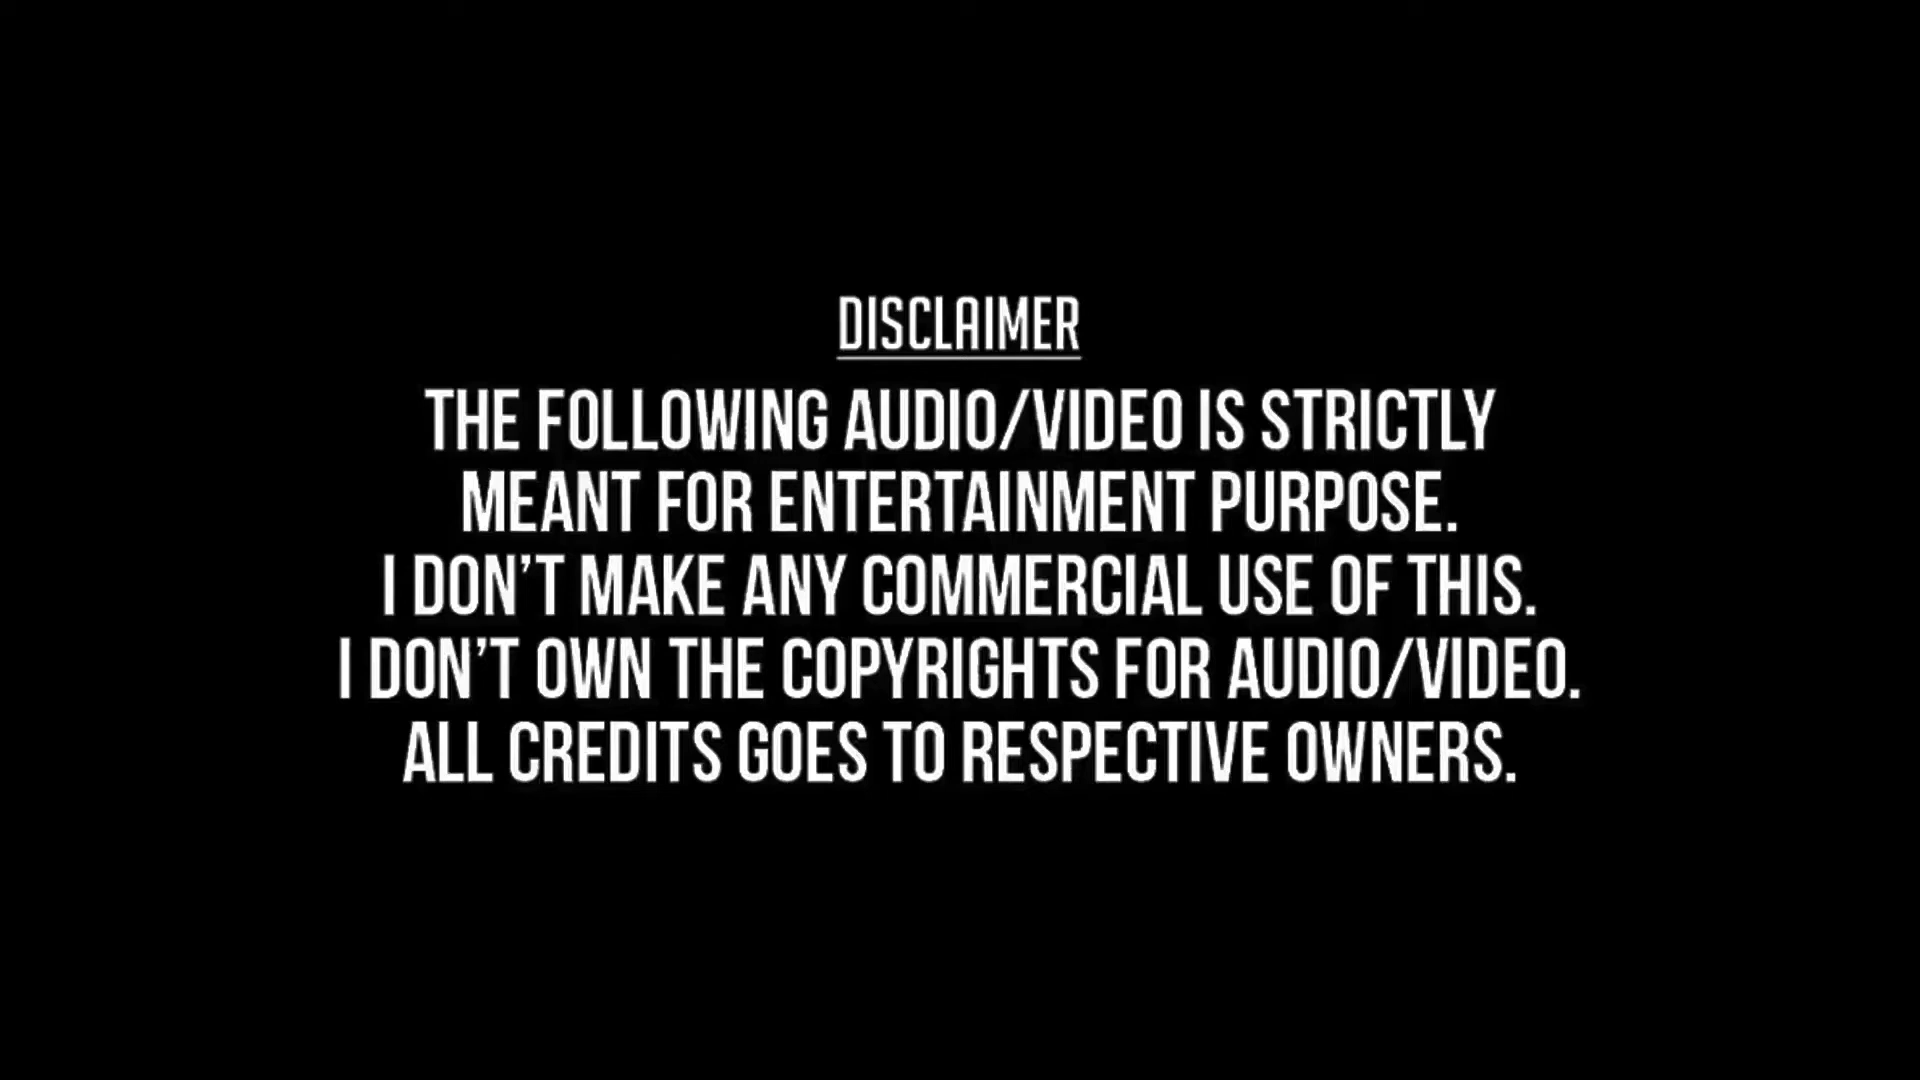 DISCLAIMER
THE FOLLOWING AUDIO/VIDEO IS STRICTLY
MEANT FOR ENTERTAINMENT PURPOSE.
I DON’T MAKE ANY COMMERCIAL USE OF THIS.
I DON’T OWN THE COPYRIGHTS FOR AUDIO/VIDEO.
ALL CREDITS GOES TO RESPECTIVE OWNERS.